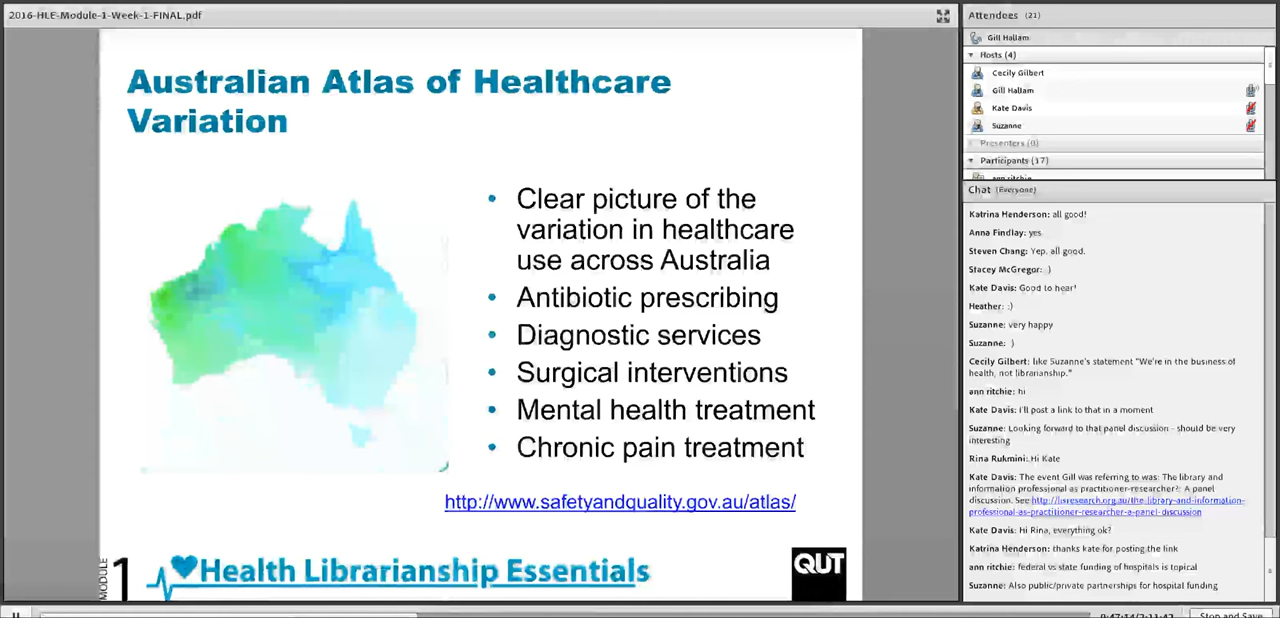 2016-HLE-Module-1-Week-1-FINAL.pdf
Australian Atlas of Healthcare
Variation
• Clear picture of the
variation in healthcare
use across Australia
• Antibiotic prescribing
• Diagnostic services
• Surgical interventions
• Mental health treatment
• Chronic pain treatment
http://www.safetyandquality.gov.au/atlas/
MODULE
1
Health Librarianship Essentials
QUT
Attendees (21)
Gill Hallam
Hosts (4)
Cecily Gilbert
Gill Hallam
Kate Davis
Suzanne
Presenters (0)
Participants (17)
ann ritchie
Chat (Everyone)
Katrina Henderson: all good!
Anna Findlay: yes
Steven Chang: Yep, all good.
Stacey McGregor: :)
Kate Davis: Good to hear!
Heather: :)
Suzanne: very happy
Suzanne: :)
Cecily Gilbert: like Suzanne's statement "We're in the business of
health, not librarianship."
ann ritchie: hi
Kate Davis: I'll post a link to that in a moment
Suzanne: Looking forward to that panel discussion - should be very
interesting
Rina Rukmini: Hi Kate
Kate Davis: The event Gill was referring to was: The library and
information professional as practitioner-researcher?: A panel
discussion. See http://lisresearch.org.au/the-library-and-information-
professional-as-practitioner-researcher-a-panel-discussion
Kate Davis: Hi Rina, everything ok?
Katrina Henderson: thanks kate for posting the link
ann ritchie: federal vs state funding of hospitals is topical
Suzanne: Also public/private partnerships for hospital funding
Stop and Save